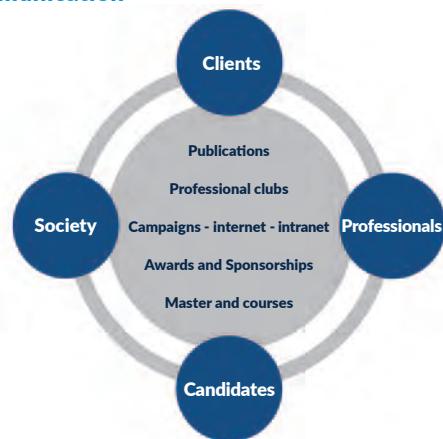 Clients
Publications
Professional clubs
Society
Campaigns - internet - intranet
Professionals
Awards and Sponsorships
Master and courses
Candidates